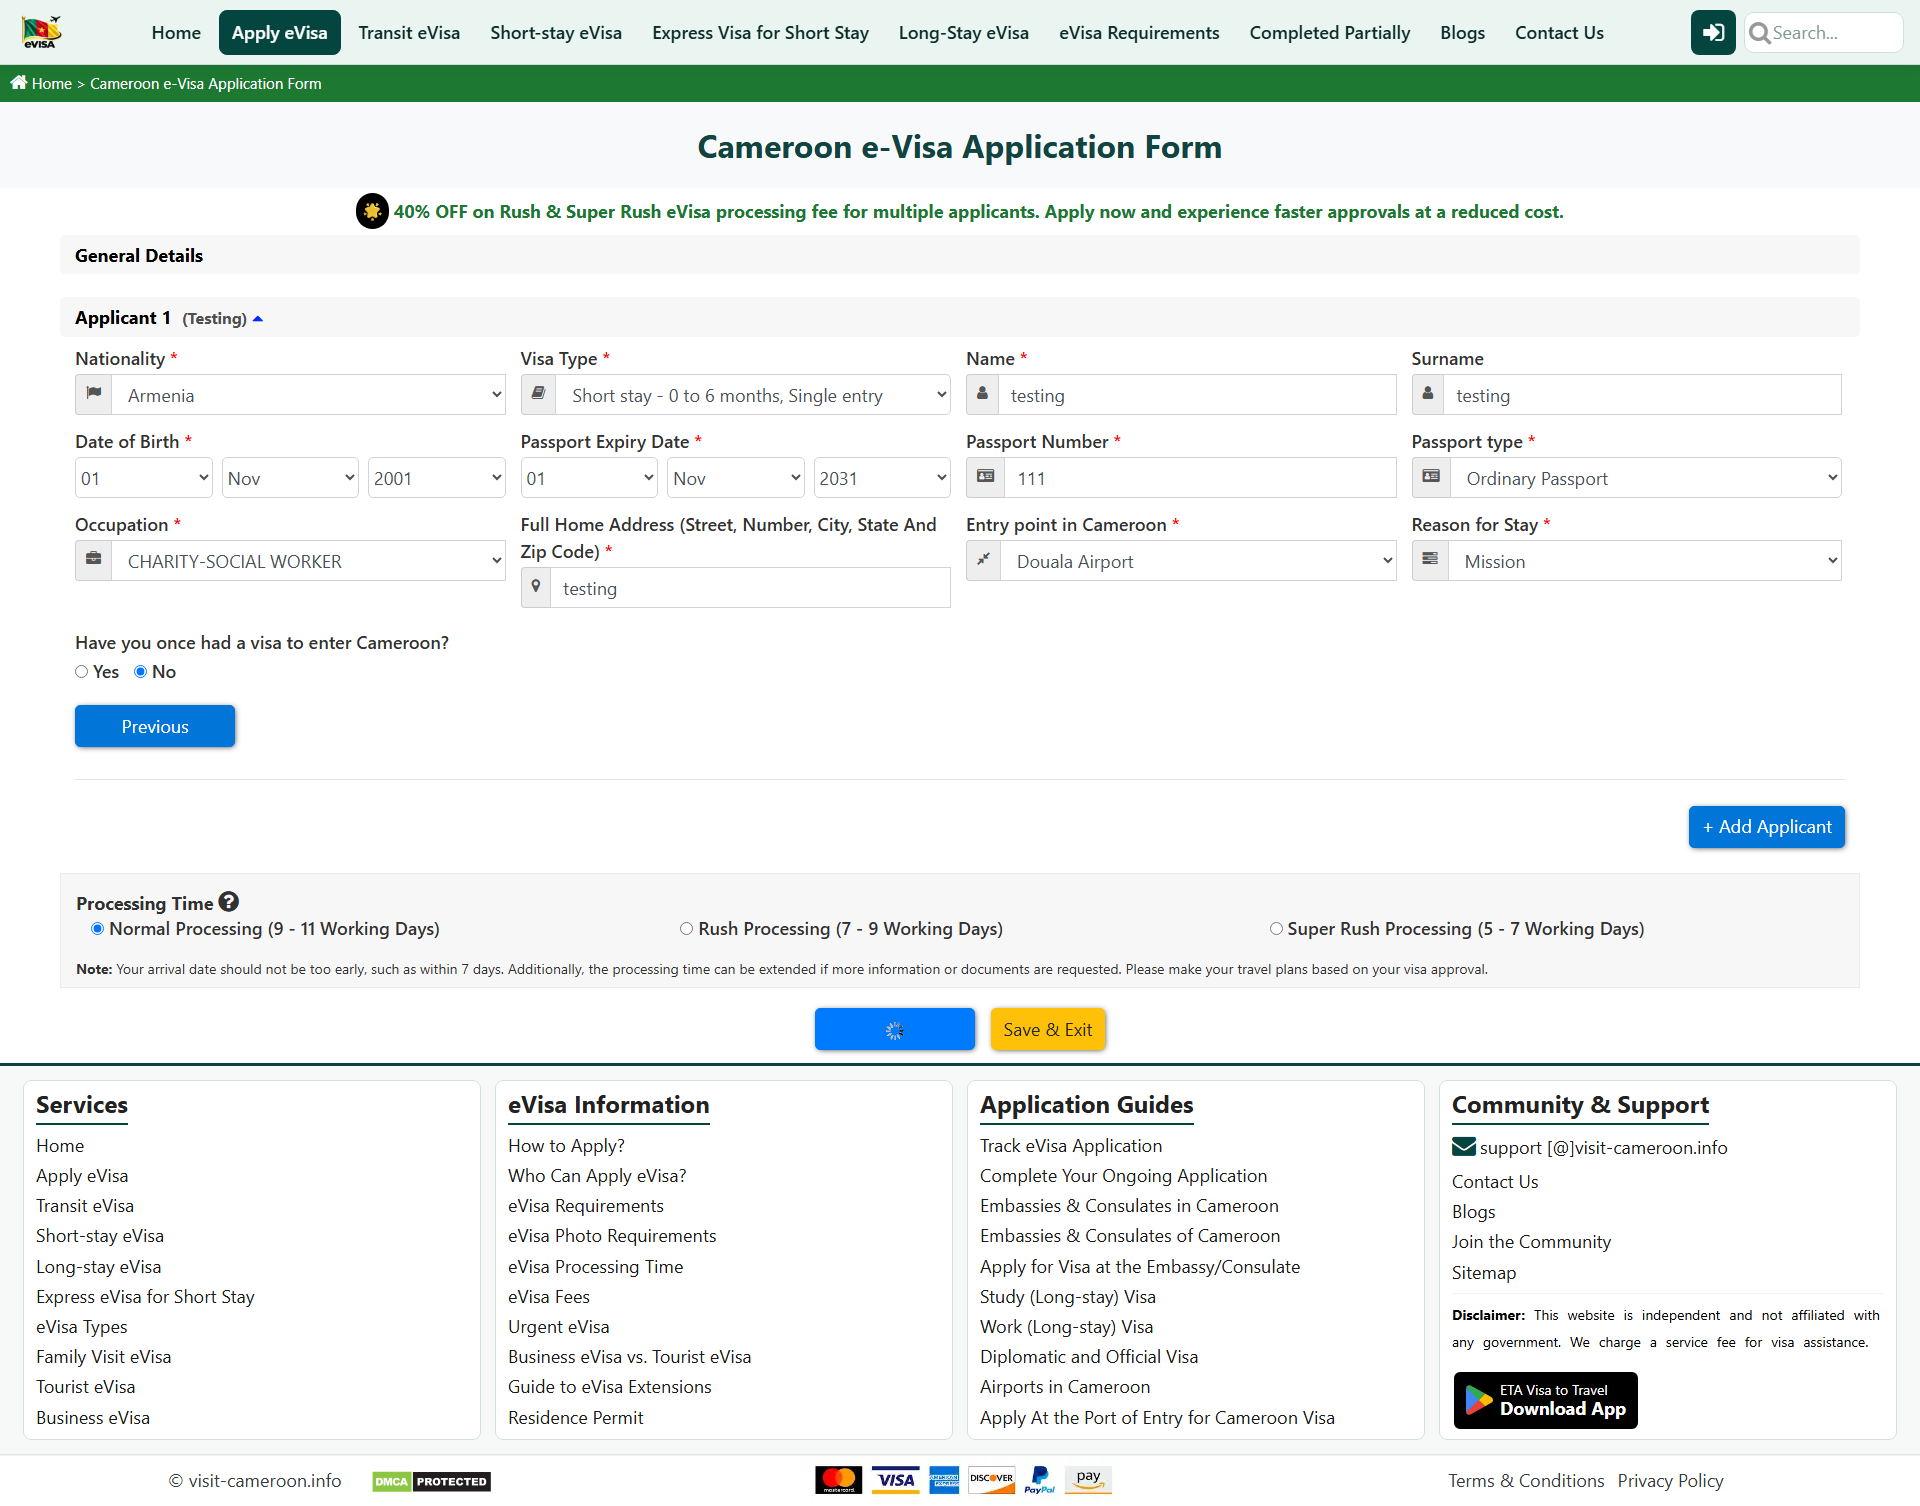 eVISA
Home
Apply eVisa
Transit eVisa
Short-stay eVisa
Express Visa for Short Stay
Long-Stay eVisa
eVisa Requirements
Completed Partially
Blogs
Contact Us
Search...
Home > Cameroon e-Visa Application Form
Cameroon e-Visa Application Form
40% OFF on Rush & Super Rush eVisa processing fee for multiple applicants. Apply now and experience faster approvals at a reduced cost.
General Details
Applicant 1 (Testing)
Nationality *
Visa Type *
Name *
Surname
Armenia
Short stay - 0 to 6 months, Single entry
testing
testing
Date of Birth *
Passport Expiry Date *
Passport Number *
Passport type *
01 Nov 2001
01 Nov 2031
111
Ordinary Passport
Occupation *
Full Home Address (Street, Number, City, State And
Zip Code) *
Entry point in Cameroon *
Reason for Stay *
CHARITY-SOCIAL WORKER
testing
Douala Airport
Mission
Have you once had a visa to enter Cameroon?
Yes No
Previous
+ Add Applicant
Processing Time ?
Normal Processing (9 - 11 Working Days)
Rush Processing (7 - 9 Working Days)
Super Rush Processing (5 - 7 Working Days)
Note: Your arrival date should not be too early, such as within 7 days. Additionally, the processing time can be extended if more information or documents are requested. Please make your travel plans based on your visa approval.
Save & Exit
Services
Home
Apply eVisa
Transit eVisa
Short-stay eVisa
Long-stay eVisa
Express eVisa for Short Stay
eVisa Types
Family Visit eVisa
Tourist eVisa
Business eVisa
eVisa Information
How to Apply?
Who Can Apply eVisa?
eVisa Requirements
eVisa Photo Requirements
eVisa Processing Time
eVisa Fees
Urgent eVisa
Business eVisa vs. Tourist eVisa
Guide to eVisa Extensions
Residence Permit
Application Guides
Track eVisa Application
Complete Your Ongoing Application
Embassies & Consulates in Cameroon
Embassies & Consulates of Cameroon
Apply for Visa at the Embassy/Consulate
Study (Long-stay) Visa
Work (Long-stay) Visa
Diplomatic and Official Visa
Airports in Cameroon
Apply At the Port of Entry for Cameroon Visa
Community & Support
support [@]visit-cameroon.info
Contact Us
Blogs
Join the Community
Sitemap
Disclaimer: This website is independent and not affiliated with
any government. We charge a service fee for visa assistance.
ETA Visa to Travel
Download App
© visit-cameroon.info
DMCA PROTECTED
mastercard
VISA
AMERICAN EXPRESS
DISCOVER
PayPal
pay
Terms & Conditions
Privacy Policy